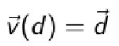 v⃗(d) = d⃗